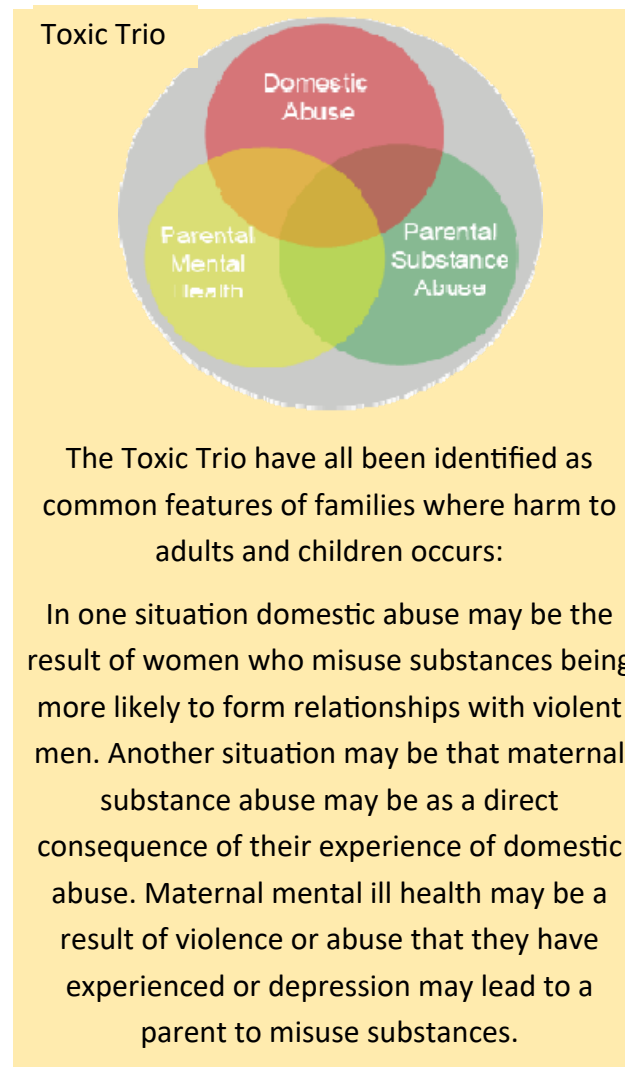 Toxic Trio
Domestic
Abuse
Parental
Mental
Health
Parental
Substance
Abuse
The Toxic Trio have all been identified as
common features of families where harm to
adults and children occurs:
In one situation domestic abuse may be the
result of women who misuse substances being
more likely to form relationships with violent
men. Another situation may be that maternal
substance abuse may be as a direct
consequence of their experience of domestic
abuse. Maternal mental ill health may be a
result of violence or abuse that they have
experienced or depression may lead to a
parent to misuse substances.